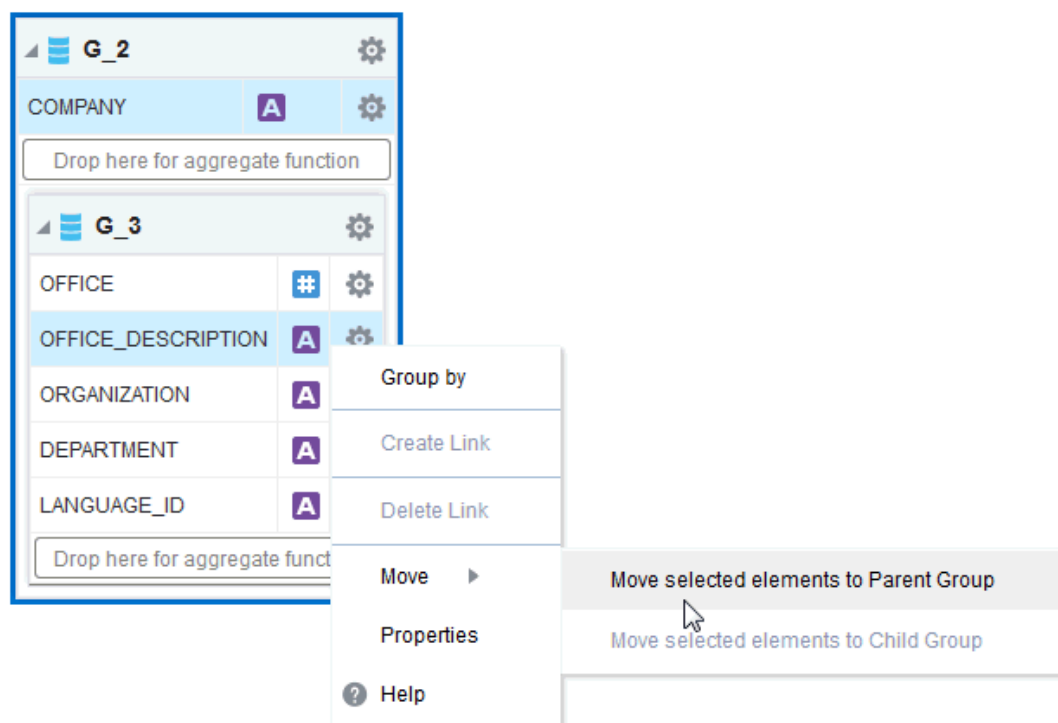 G_2
COMPANY A
Drop here for aggregate function
G_3
OFFICE #
OFFICE_DESCRIPTION A
ORGANIZATION A
DEPARTMENT A
LANGUAGE_ID A
Drop here for aggregate funct
Group by
Create Link
Delete Link
Move
Properties
? Help
Move selected elements to Parent Group
Move selected elements to Child Group